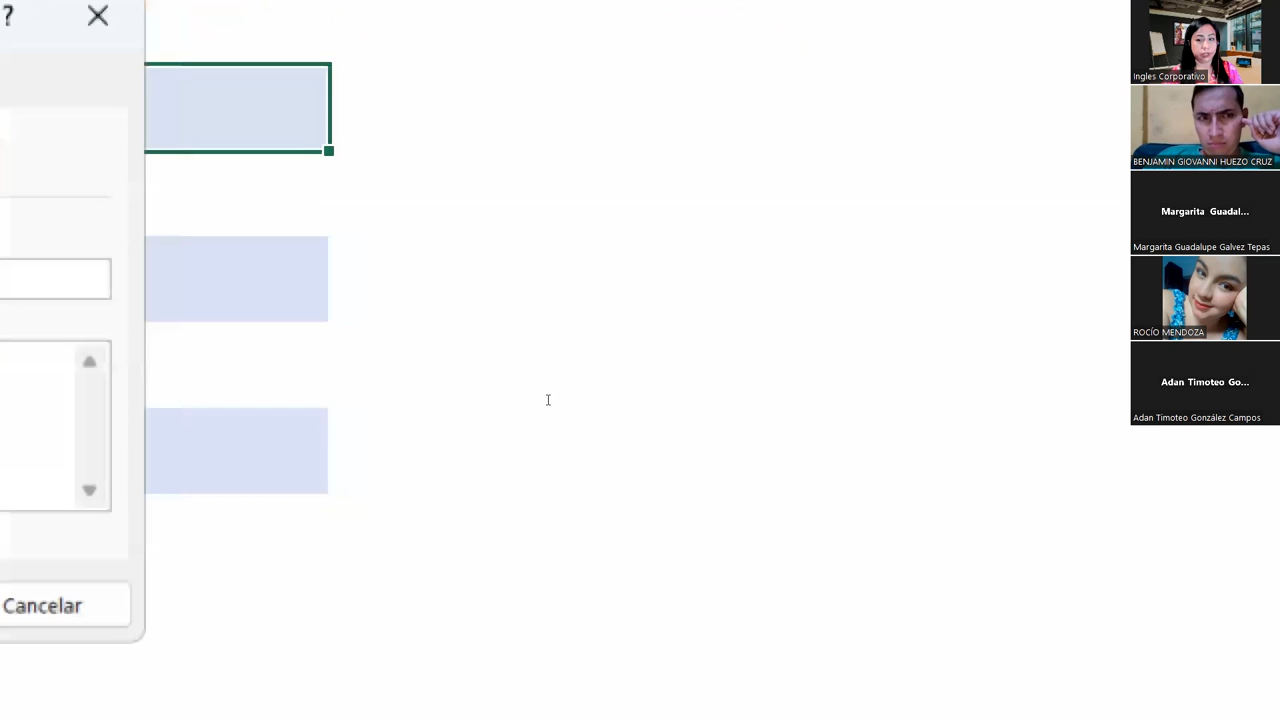 ?
Cancelar
Ingles Corporativo
BENJAMIN GIOVANNI HUEZO CRUZ
Margarita Guadal...
Margarita Guadalupe Galvez Tepas
ROCÍO MENDOZA
Adan Timoteo Go...
Adan Timoteo González Campos